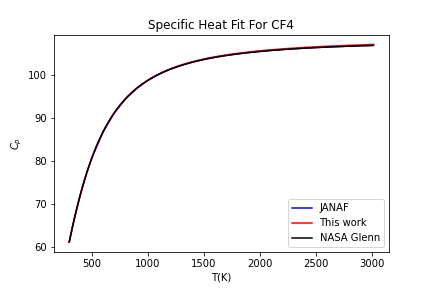 Specific Heat Fit For CF4
100
90
80
70
60
C_p
500
1000
1500
2000
2500
3000
T(K)
JANAF
This work
NASA Glenn